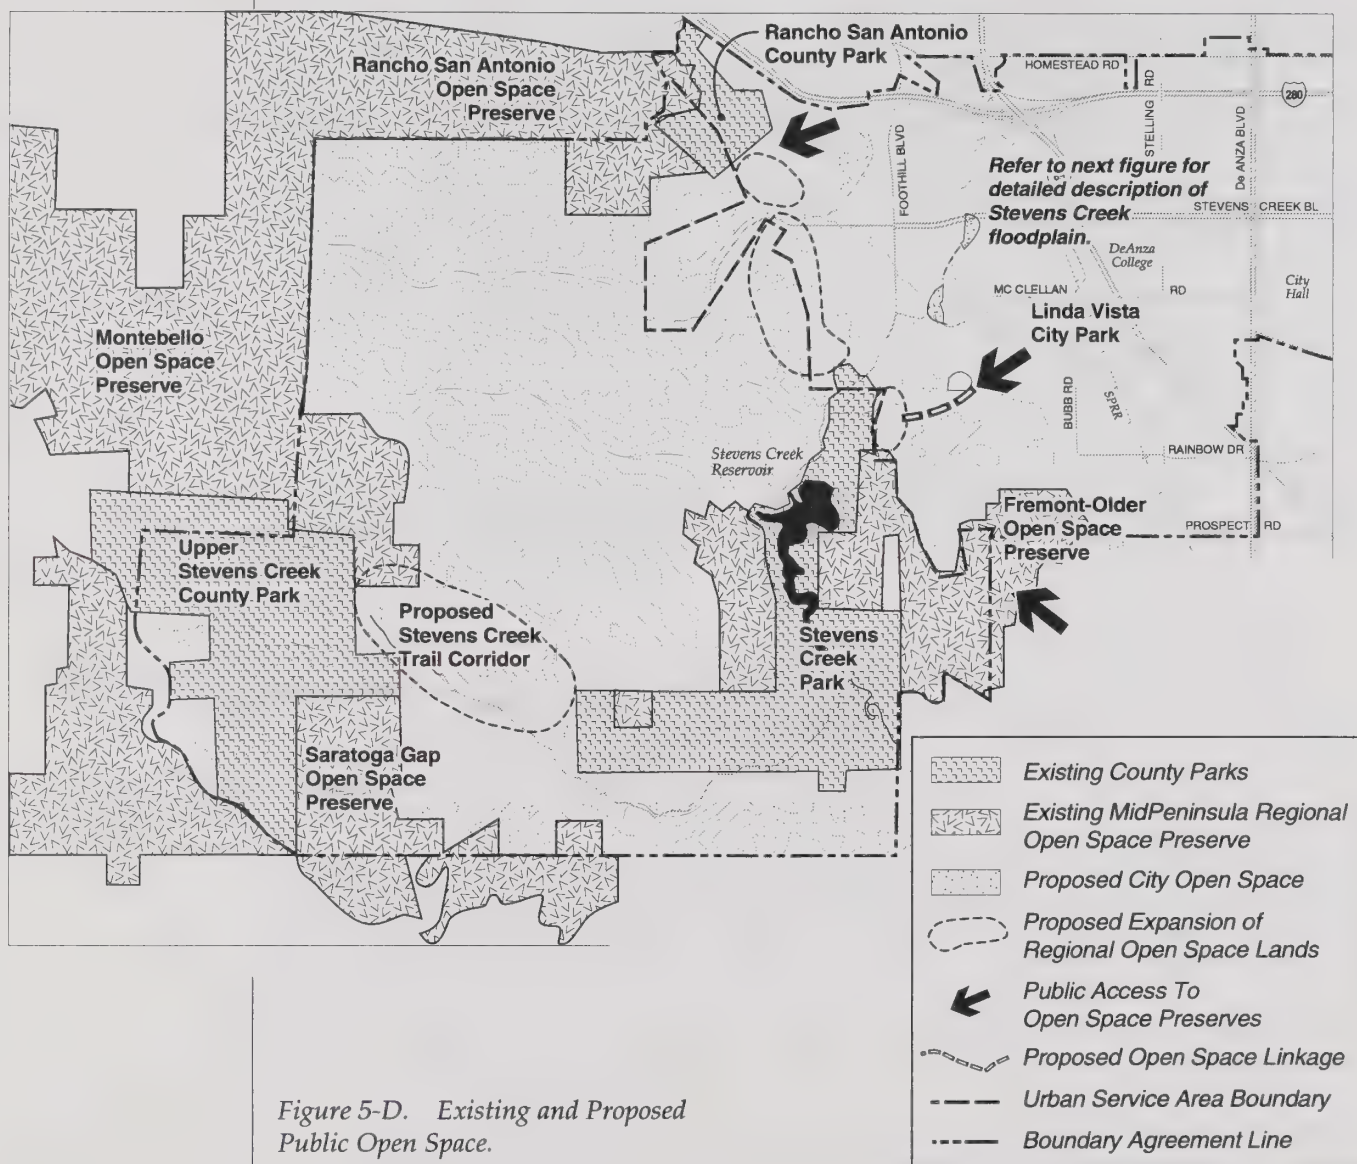 Rancho San Antonio
County Park
Rancho San Antonio
Open Space
Preserve
HOMESTEAD RD
280
STELLING RD
De ANZA BLVD
FOOTHILL BLVD
Refer to next figure for
detailed description of
Stevens Creek
floodplain.
STEVENS CREEK BL
DeAnza
College
City
Hall
MC CLELLAN RD
Linda Vista
City Park
Montebello
Open Space
Preserve
BUBB RD
SPRR
RAINBOW DR
Stevens Creek
Reservoir
Fremont-Older
Open Space
Preserve
PROSPECT RD
Upper
Stevens Creek
County Park
Proposed
Stevens Creek
Trail Corridor
Stevens
Creek
Park
Saratoga Gap
Open Space
Preserve
Existing County Parks
Existing MidPeninsula Regional
Open Space Preserve
Proposed City Open Space
Proposed Expansion of
Regional Open Space Lands
Public Access To
Open Space Preserves
Proposed Open Space Linkage
Urban Service Area Boundary
Boundary Agreement Line
Figure 5-D. Existing and Proposed
Public Open Space.